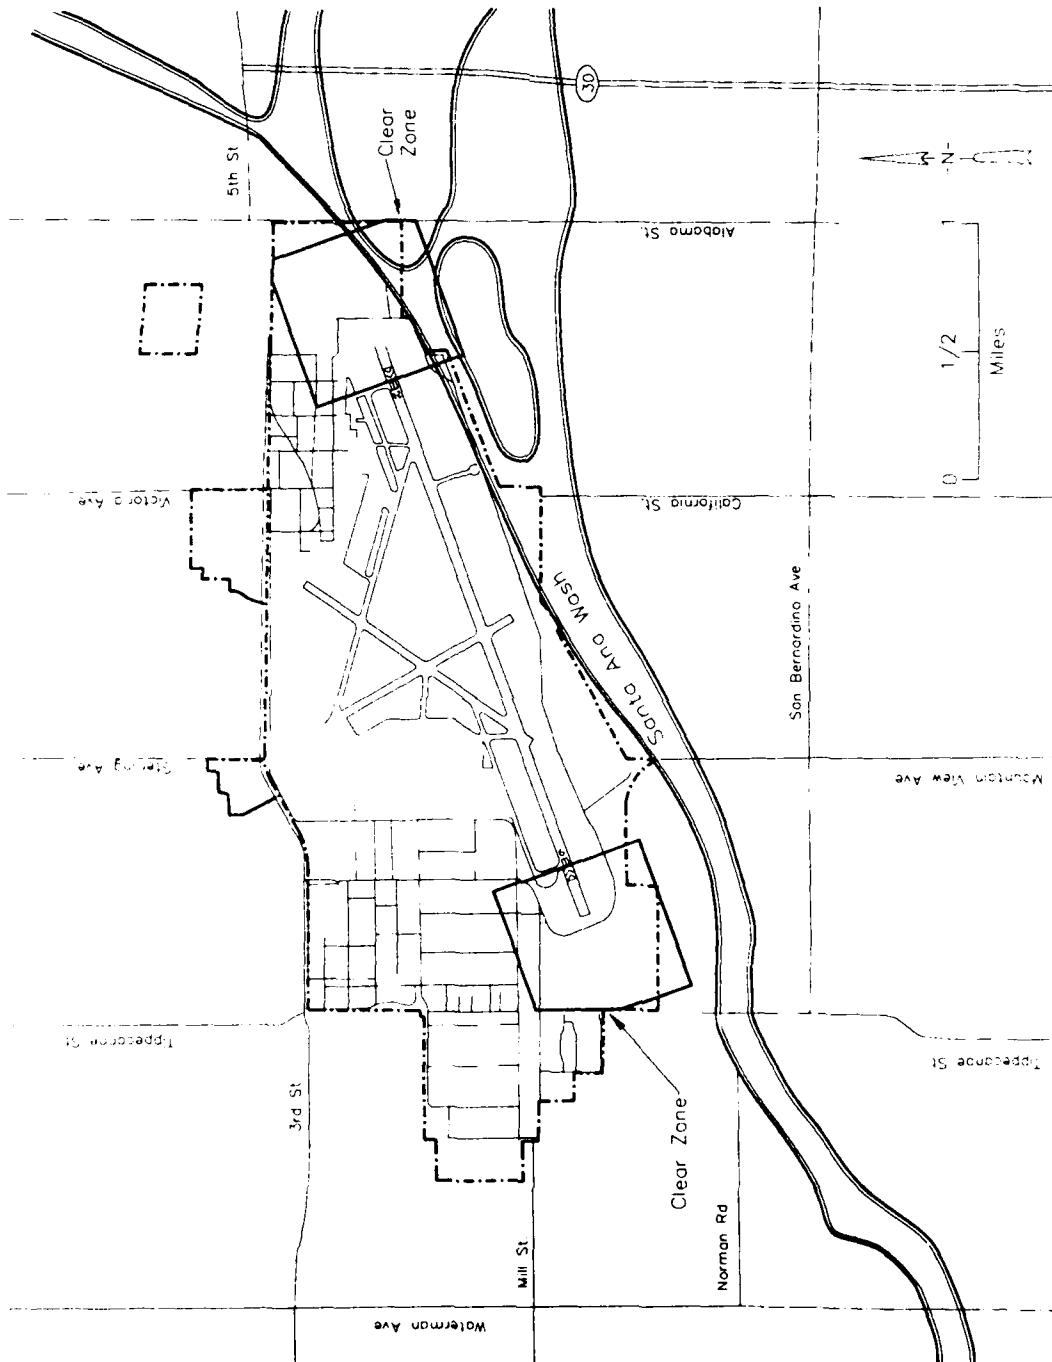 5th St
Clear
Zone
30
Alabama St.
N
Victoria Ave
California St.
0
1/2
1
Miles
Santa Ana Wash
San Bernardino Ave
Sterling Ave.
Mountain View Ave
Tippecanoe St
Tippecanoe St
3rd St
Clear Zone
Mill St
Norman Rd
Waterman Ave